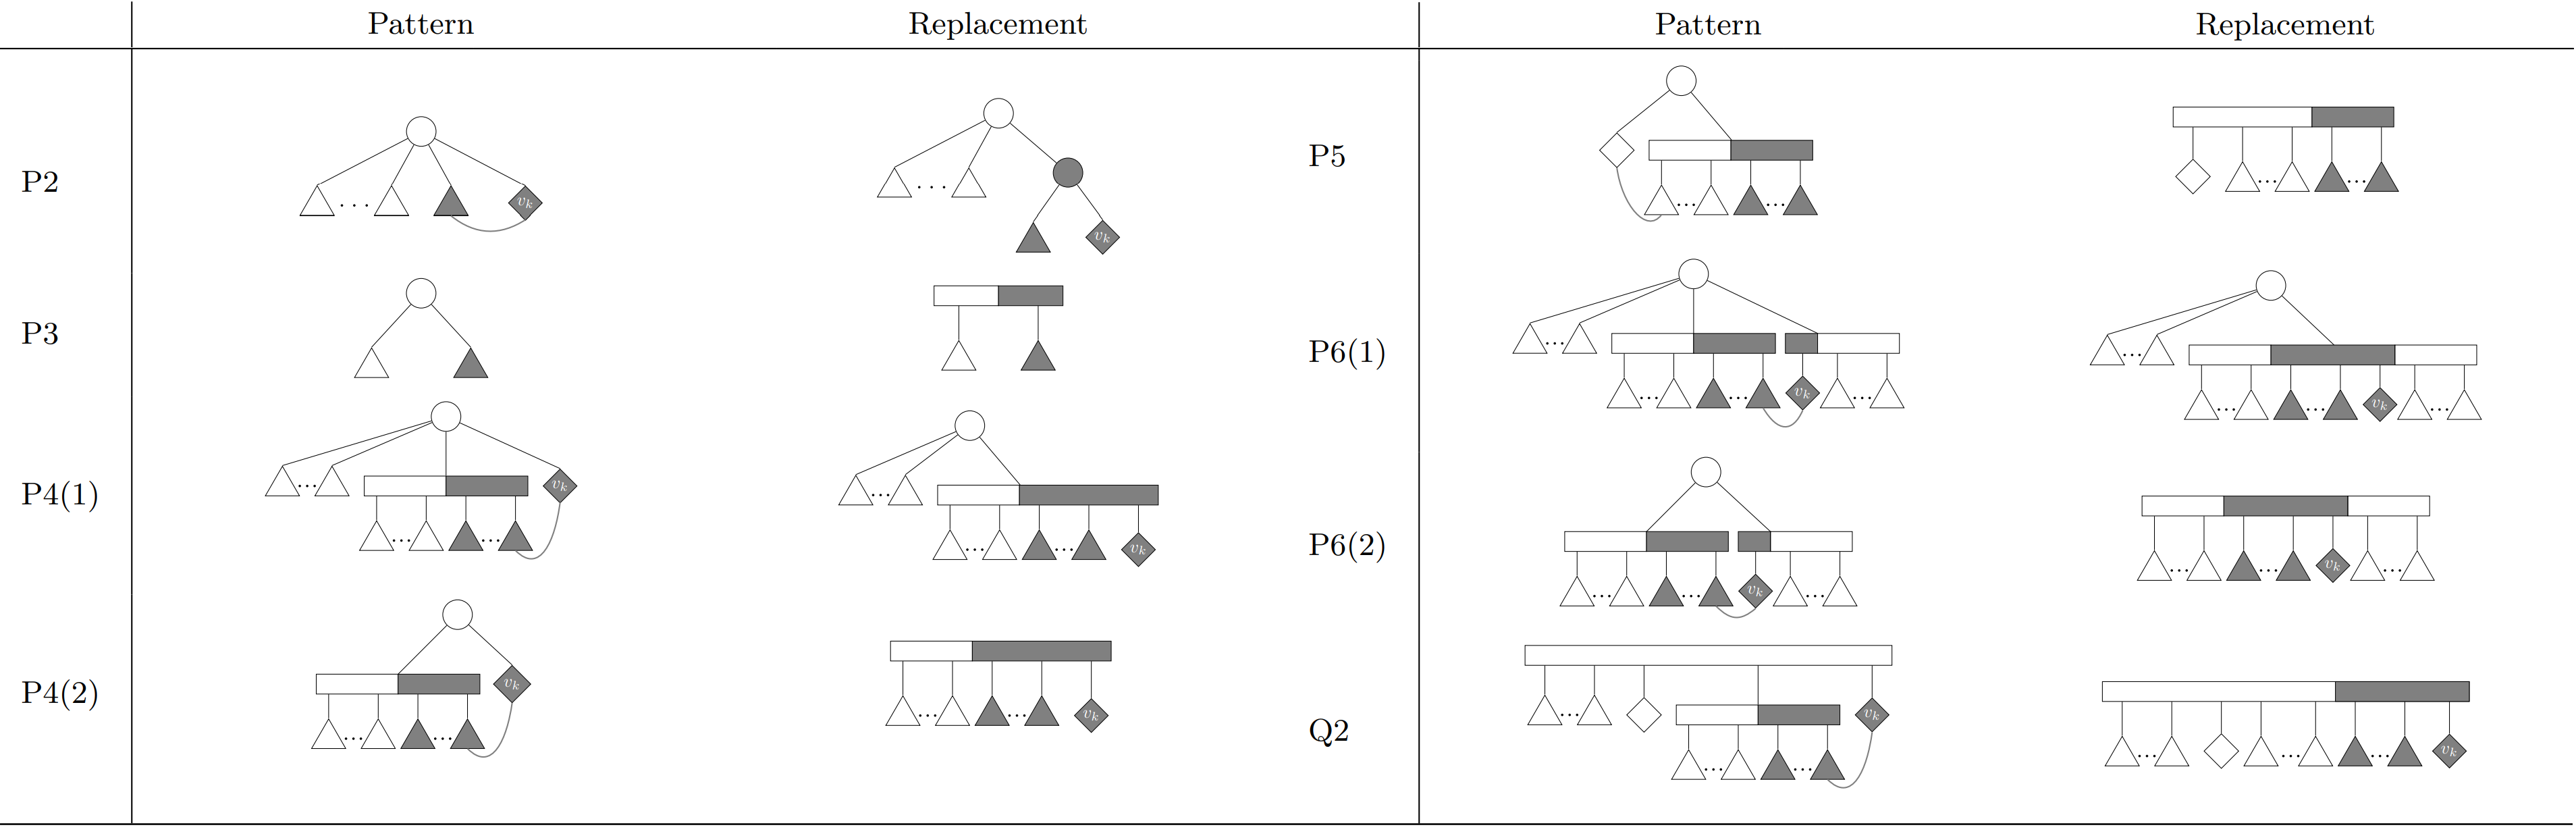 Pattern Replacement Pattern Replacement
P2 v_k v_k
P5
P3
P6(1) v_k v_k
P4(1) v_k v_k
P6(2) v_k v_k
P4(2) v_k v_k
Q2 v_k v_k